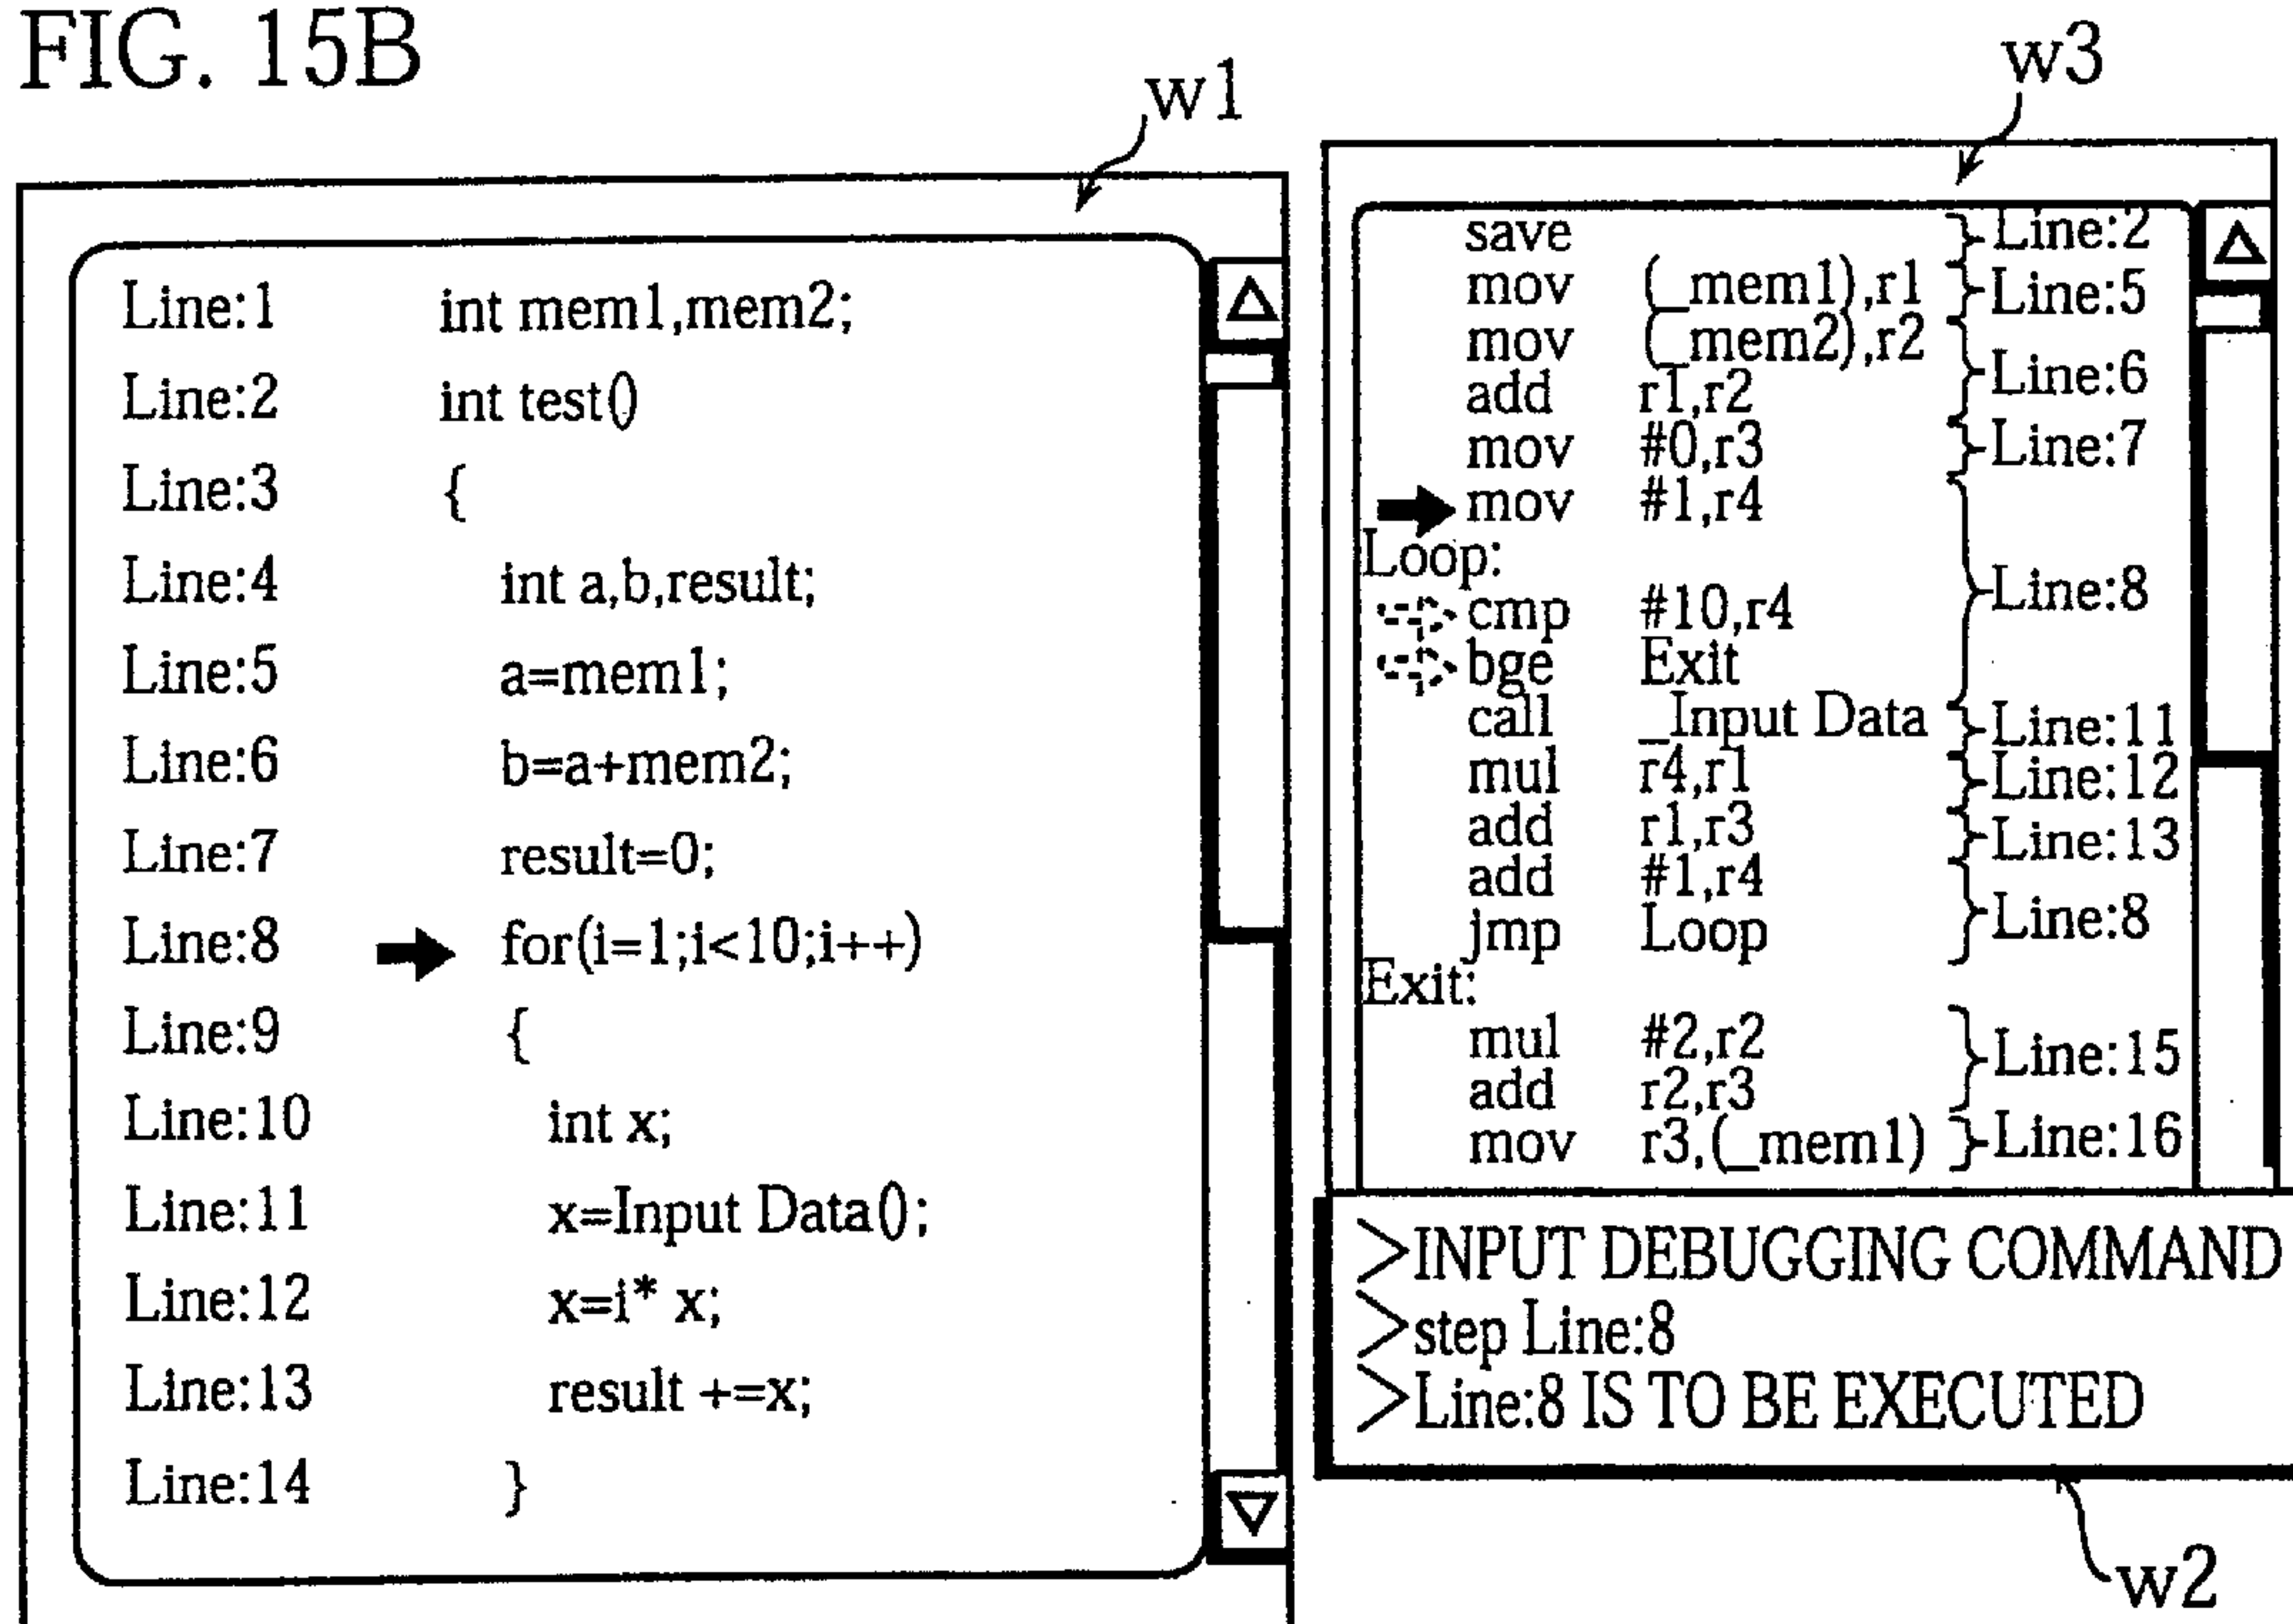 FIG. 15B
w1
Line:1 int mem1,mem2;
Line:2 int test()
Line:3 {
Line:4 int a,b,result;
Line:5 a=mem1;
Line:6 b=a+mem2;
Line:7 result=0;
Line:8 for(i=1;i<10;i++)
Line:9 {
Line:10 int x;
Line:11 x=Input Data();
Line:12 x=i* x;
Line:13 result +=x;
Line:14 }
w3
save Line:2
mov (_mem1),r1 Line:5
mov (_mem2),r2
add r1,r2 Line:6
mov #0,r3 Line:7
mov #1,r4
Loop:
cmp #10,r4 Line:8
bge Exit
call _Input Data Line:11
mul r4,r1 Line:12
add r1,r3 Line:13
add #1,r4
jmp Loop Line:8
Exit:
mul #2,r2 Line:15
add r2,r3
mov r3,(_mem1) Line:16
>INPUT DEBUGGING COMMAND
>step Line:8
>Line:8 IS TO BE EXECUTED
w2